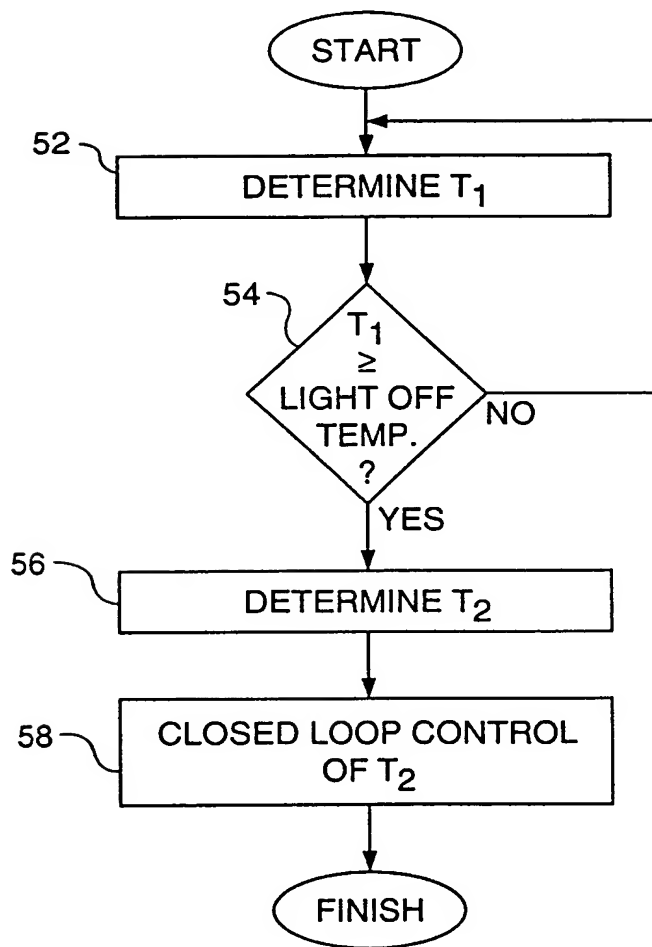 START
52
DETERMINE T1
54
T1
≥
LIGHT OFF
TEMP.
?
NO
YES
56
DETERMINE T2
58
CLOSED LOOP CONTROL
OF T2
FINISH